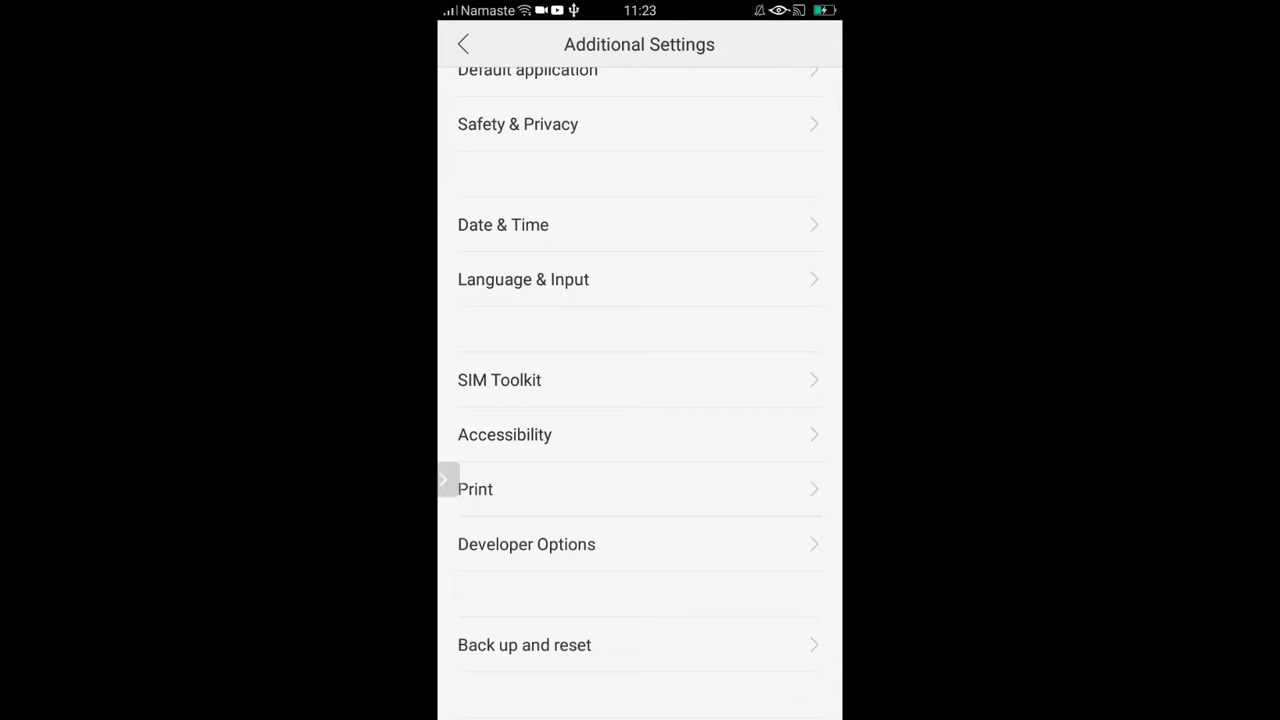 Namaste 11:23
Additional Settings
Default application
Safety & Privacy
Date & Time
Language & Input
SIM Toolkit
Accessibility
Print
Developer Options
Back up and reset